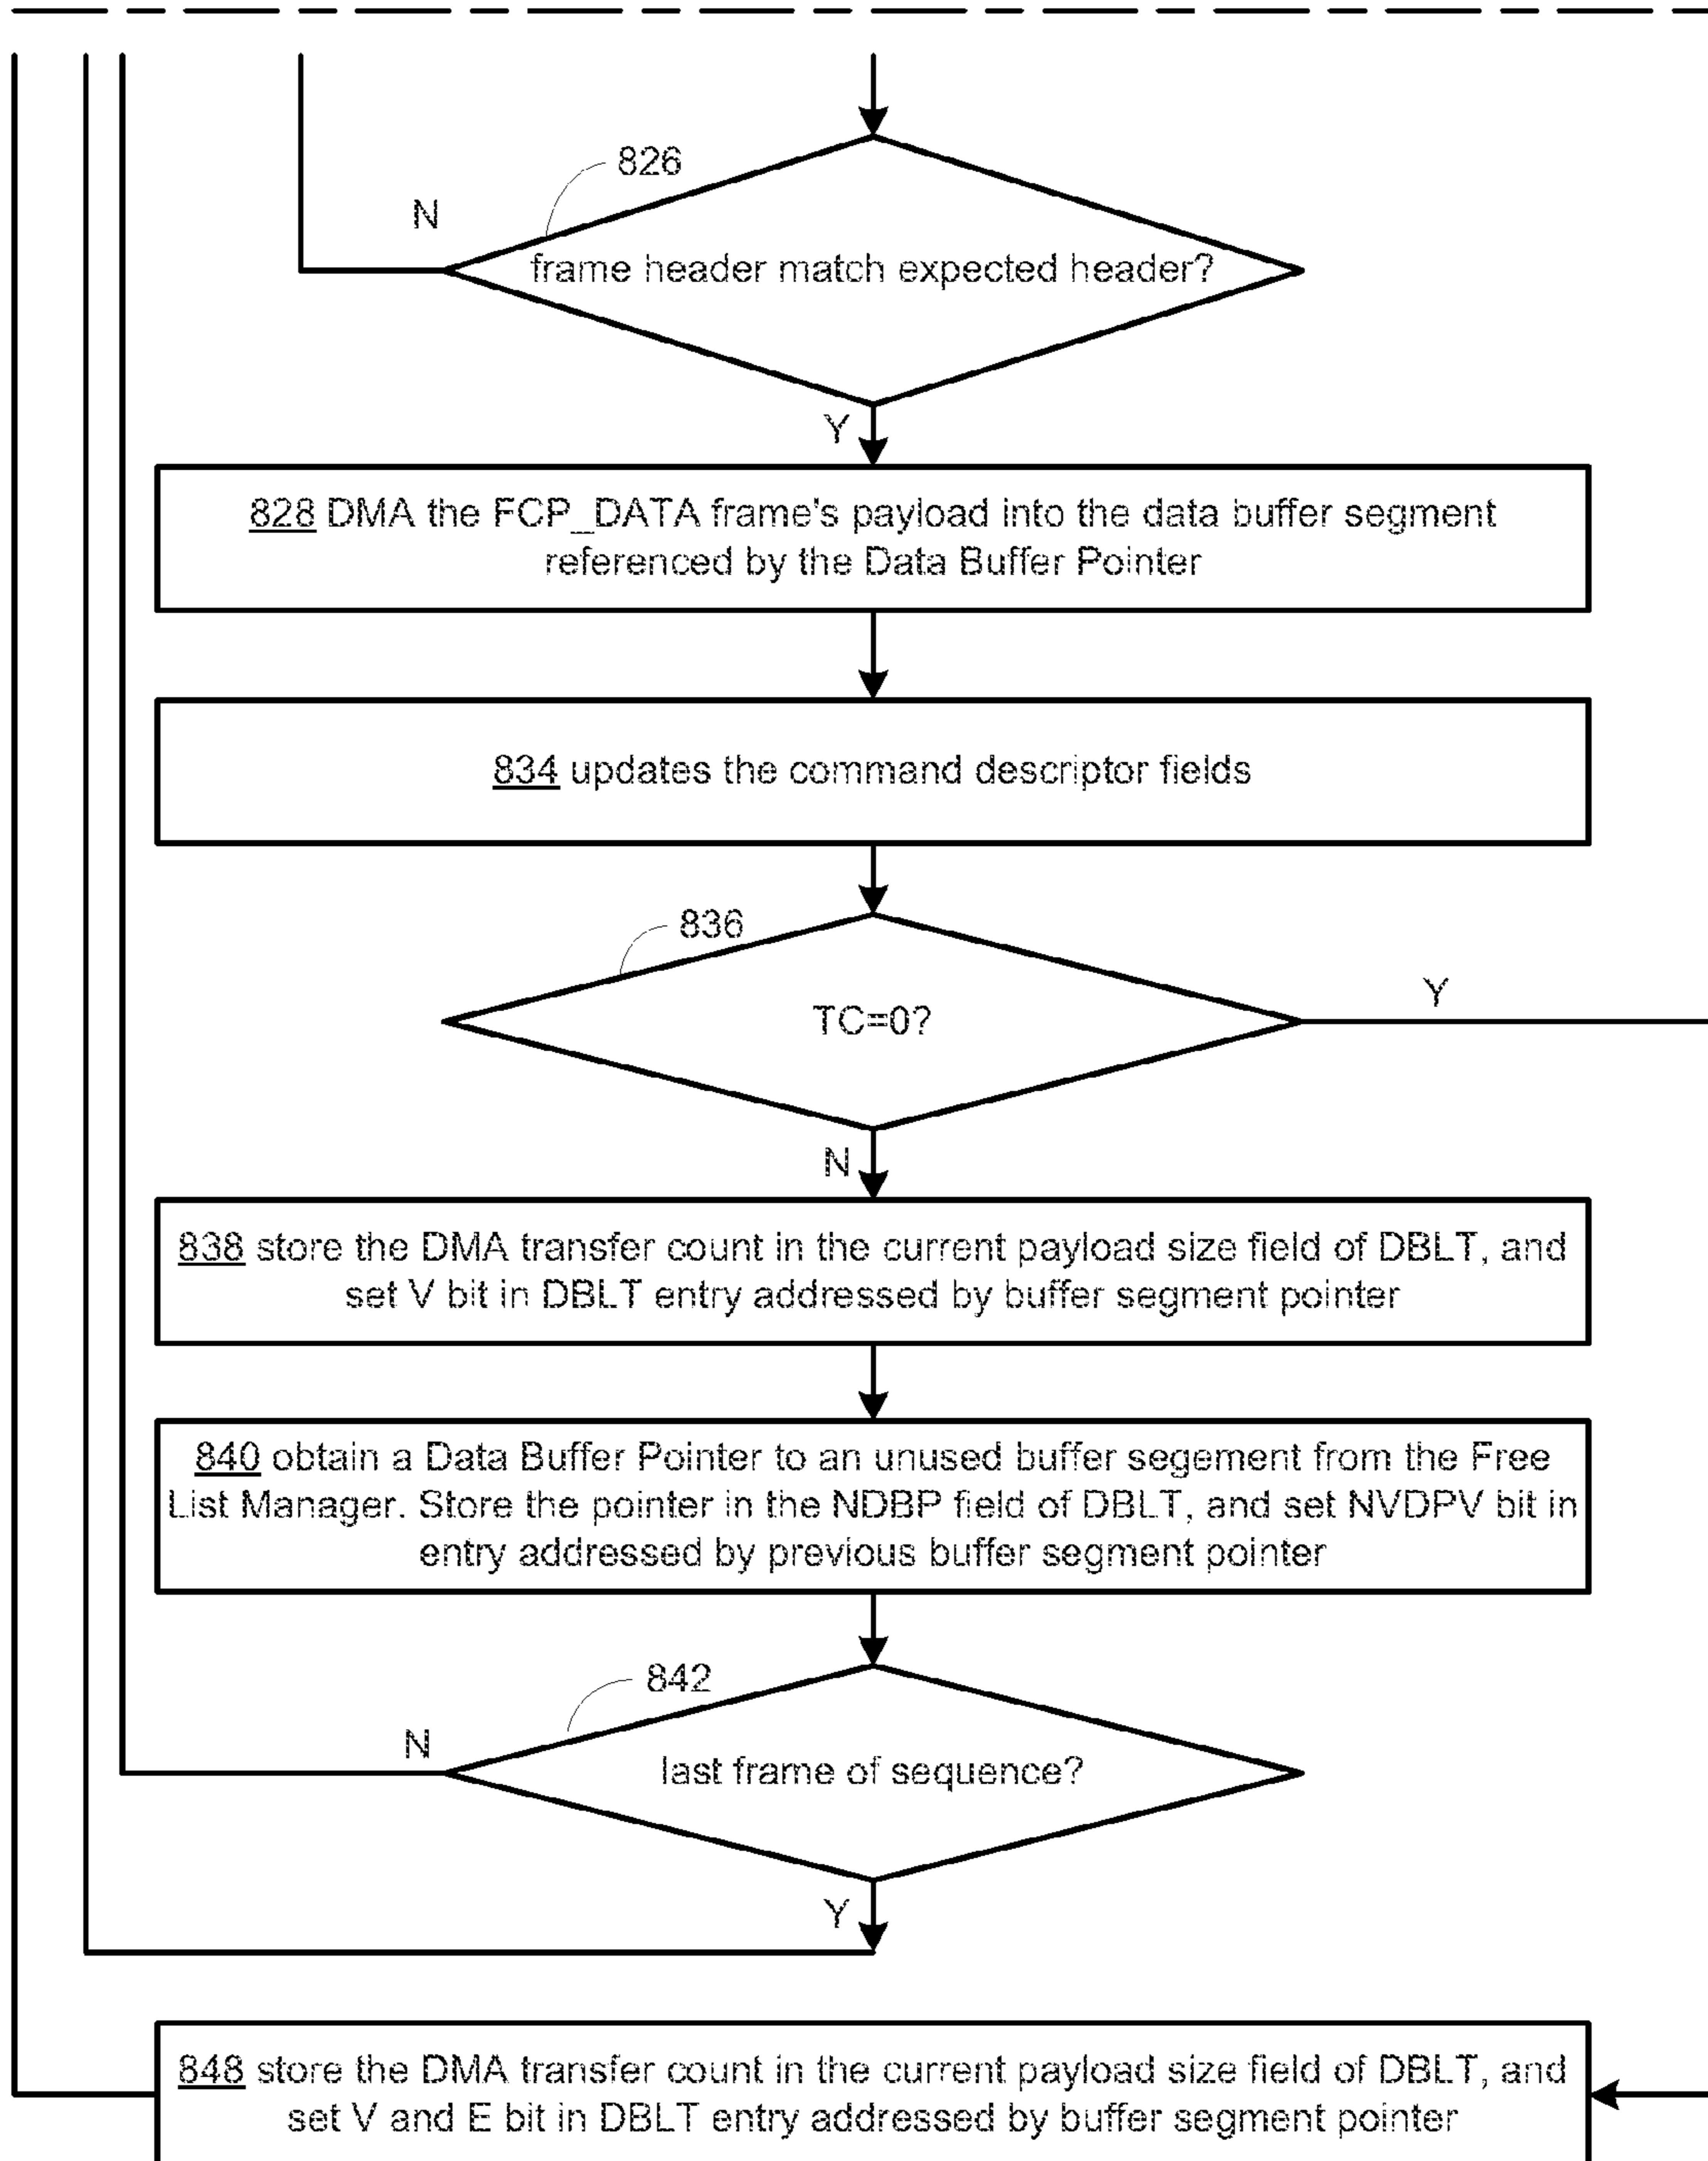 826
N
frame header match expected header?
Y
828 DMA the FCP_DATA frame's payload into the data buffer segment
referenced by the Data Buffer Pointer
834 updates the command descriptor fields
836
Y
TC=0?
N
838 store the DMA transfer count in the current payload size field of DBLT, and
set V bit in DBLT entry addressed by buffer segment pointer
840 obtain a Data Buffer Pointer to an unused buffer segement from the Free
List Manager. Store the pointer in the NDBP field of DBLT, and set NVDPV bit in
entry addressed by previous buffer segment pointer
842
N
last frame of sequence?
Y
848 store the DMA transfer count in the current payload size field of DBLT, and
set V and E bit in DBLT entry addressed by buffer segment pointer